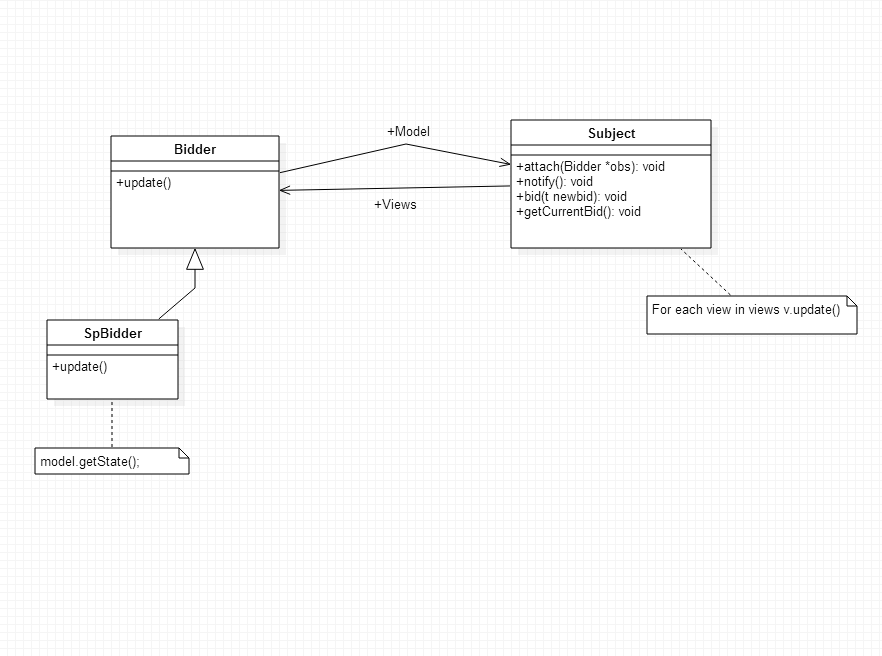 +Model
Bidder
+update()
+Views
Subject
+attach(Bidder *obs): void
+notify(): void
+bid(t newbid): void
+getCurrentBid(): void
For each view in views v.update()
SpBidder
+update()
model.getState();